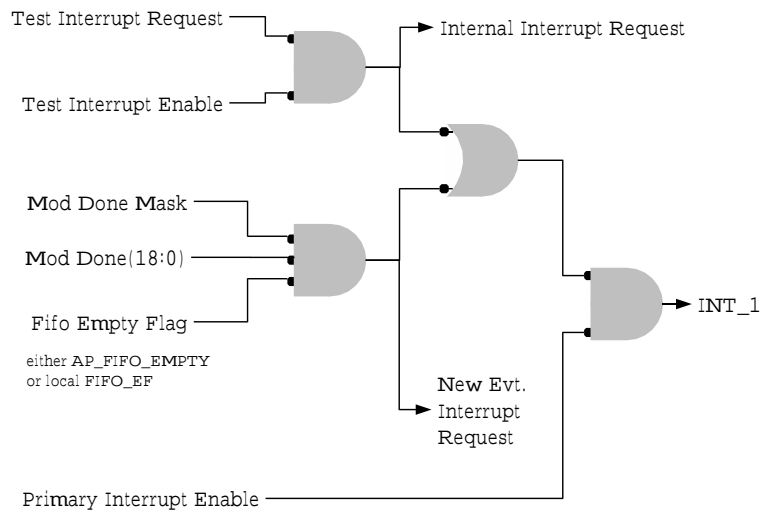 Test Interrupt Request
Internal Interrupt Request
Test Interrupt Enable
Mod Done Mask
Mod Done(18:0)
Fifo Empty Flag
either AP_FIFO_EMPTY
or local FIFO_EF
INT_1
New Evt.
Interrupt
Request
Primary Interrupt Enable